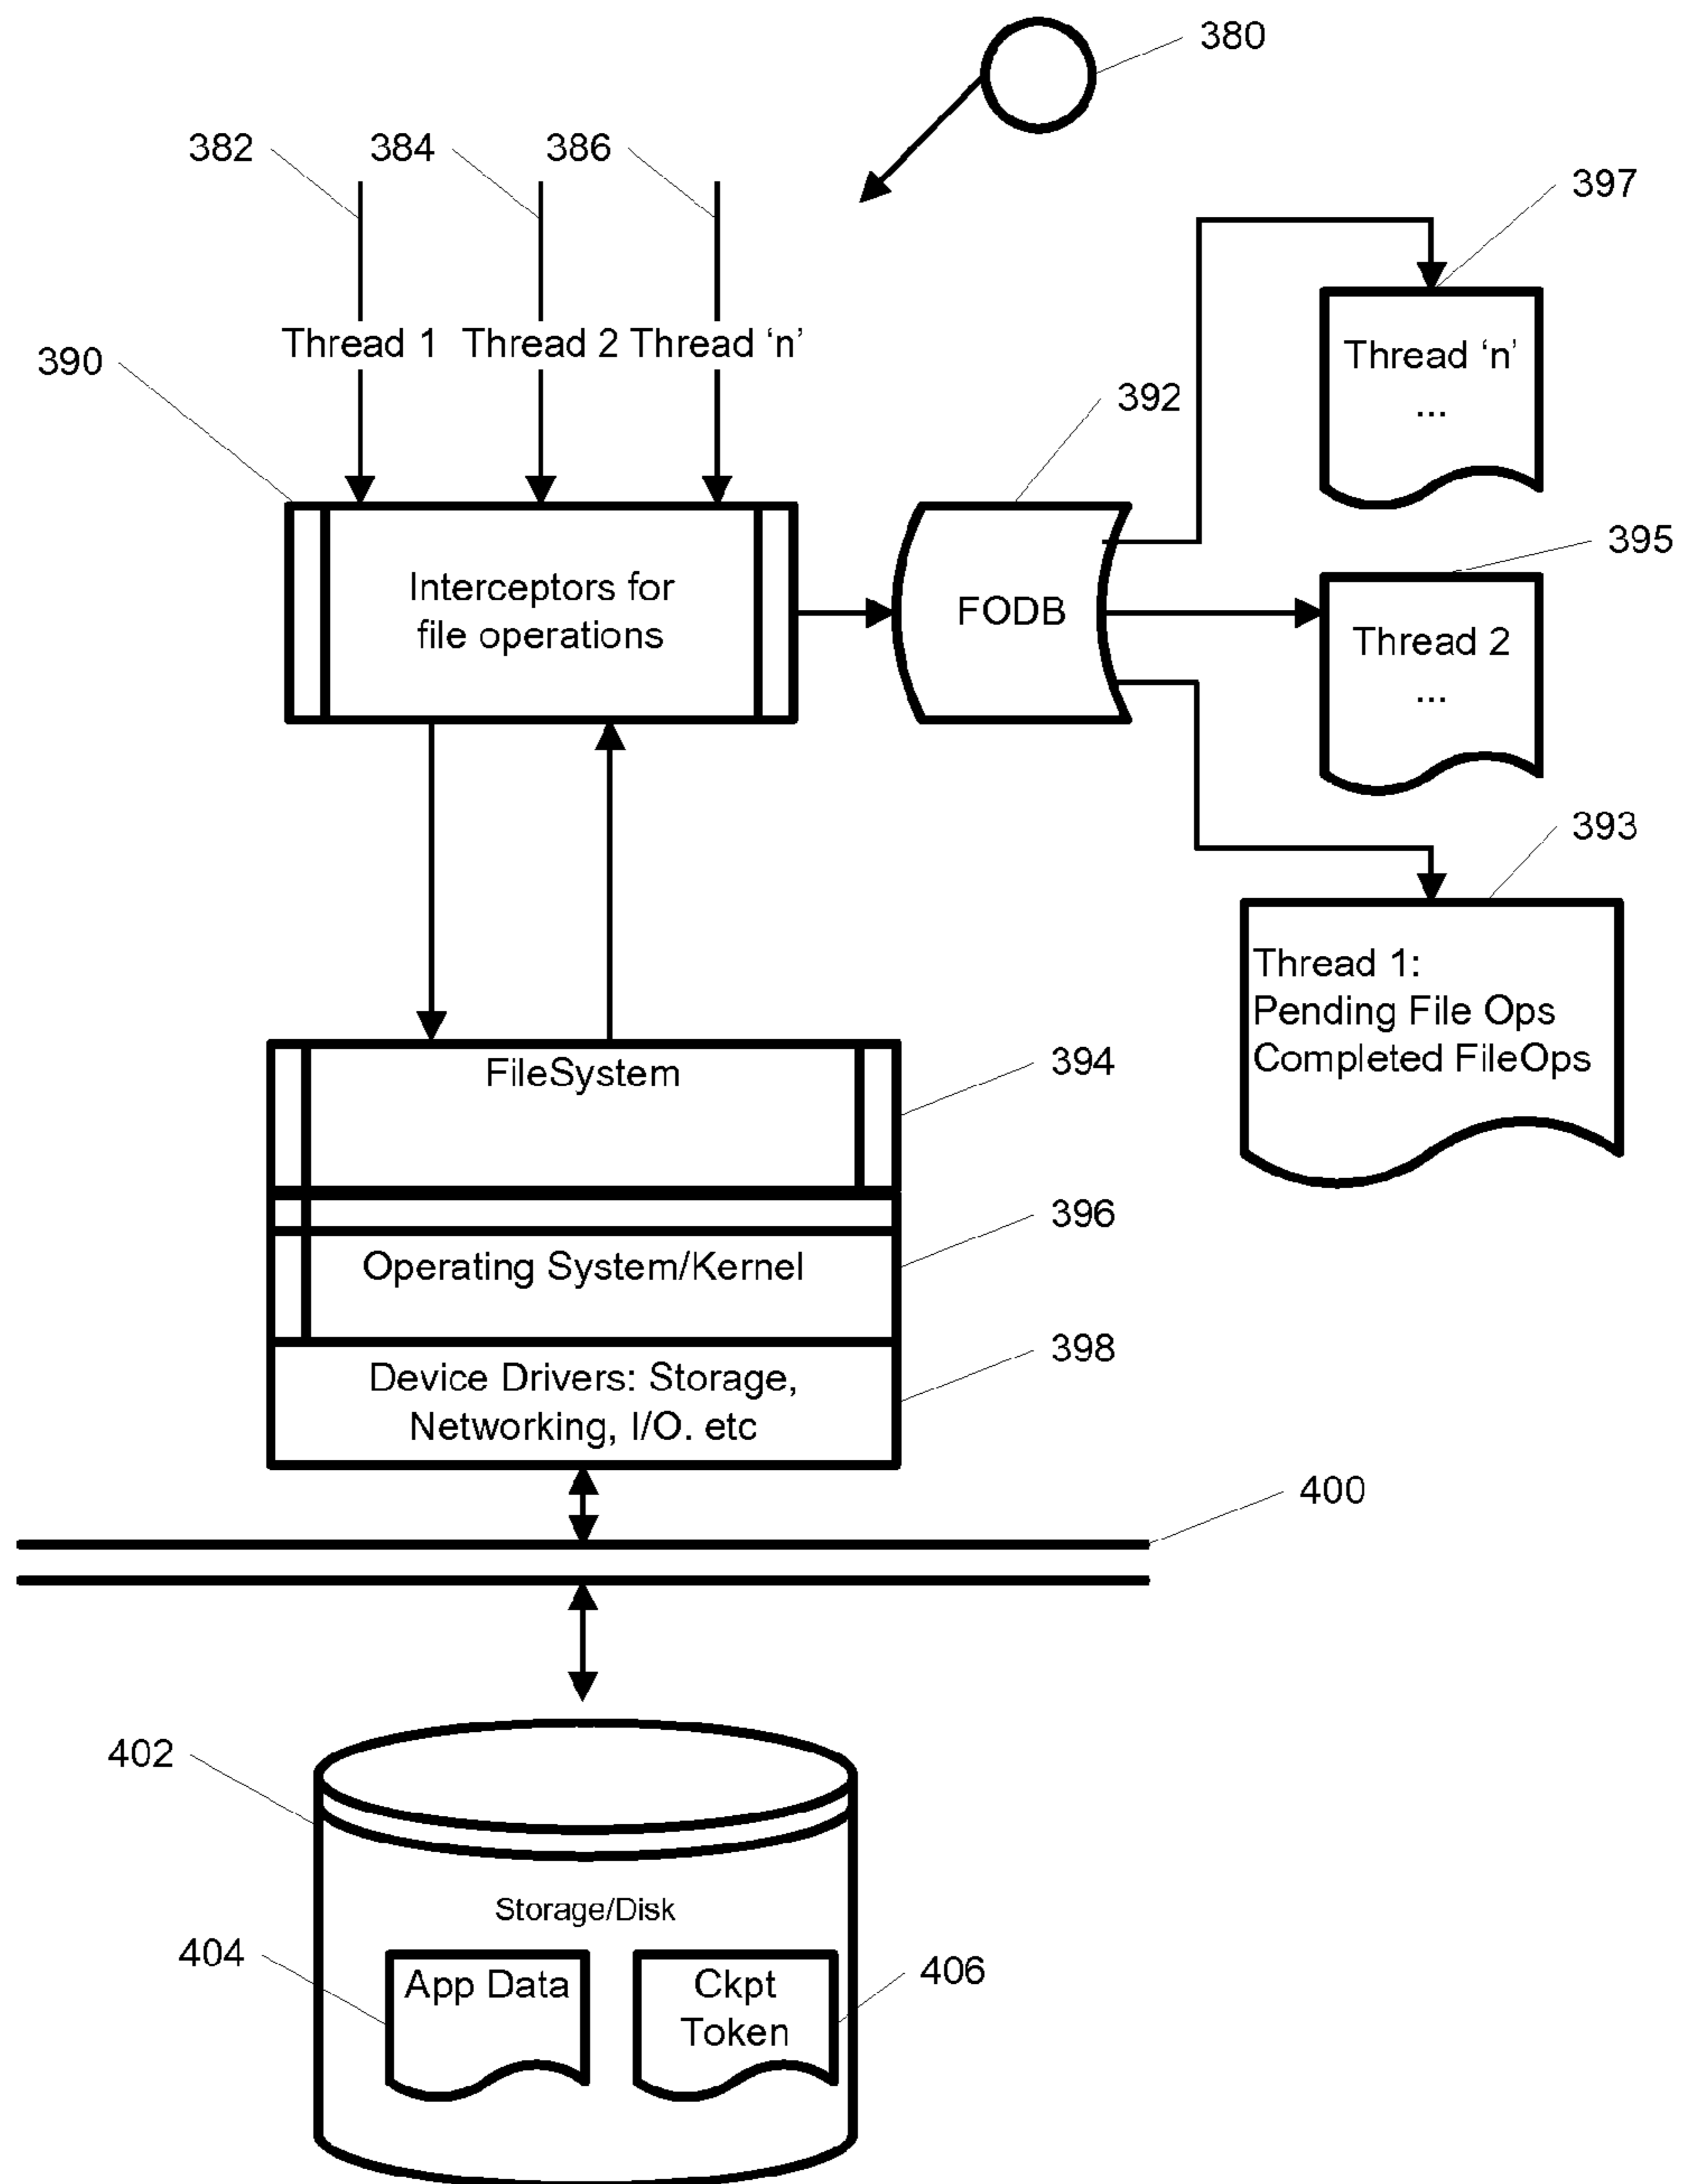 380
382
384
386
397
Thread 1
Thread 2
Thread ‘n’
390
Thread ‘n’
...
392
Interceptors for
file operations
FODB
395
Thread 2
...
393
Thread 1:
Pending File Ops
Completed FileOps
FileSystem
394
396
Operating System/Kernel
398
Device Drivers: Storage,
Networking, I/O. etc
400
402
Storage/Disk
404
App Data
Ckpt
Token
406